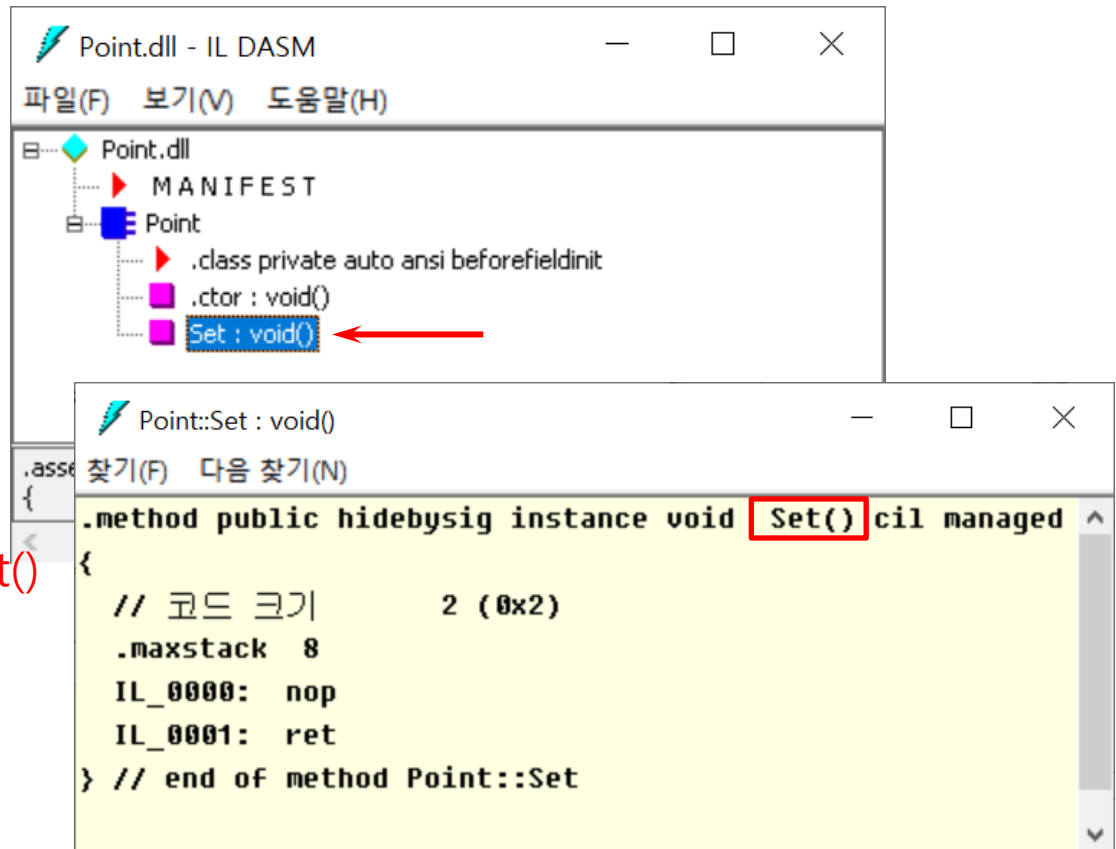 Point.dll - IL DASM
파일(F) 보기(V) 도움말(H)
Point.dll
M A N I F E S T
Point
.class private auto ansi beforefieldinit
.ctor : void()
Set : void()
.asse
{
t()
Point::Set : void()
찾기(F) 다음 찾기(N)
.method public hidebysig instance void  Set() cil managed
{
// 코드 크기       2 (0x2)
.maxstack  8
IL_0000:  nop
IL_0001:  ret
} // end of method Point::Set